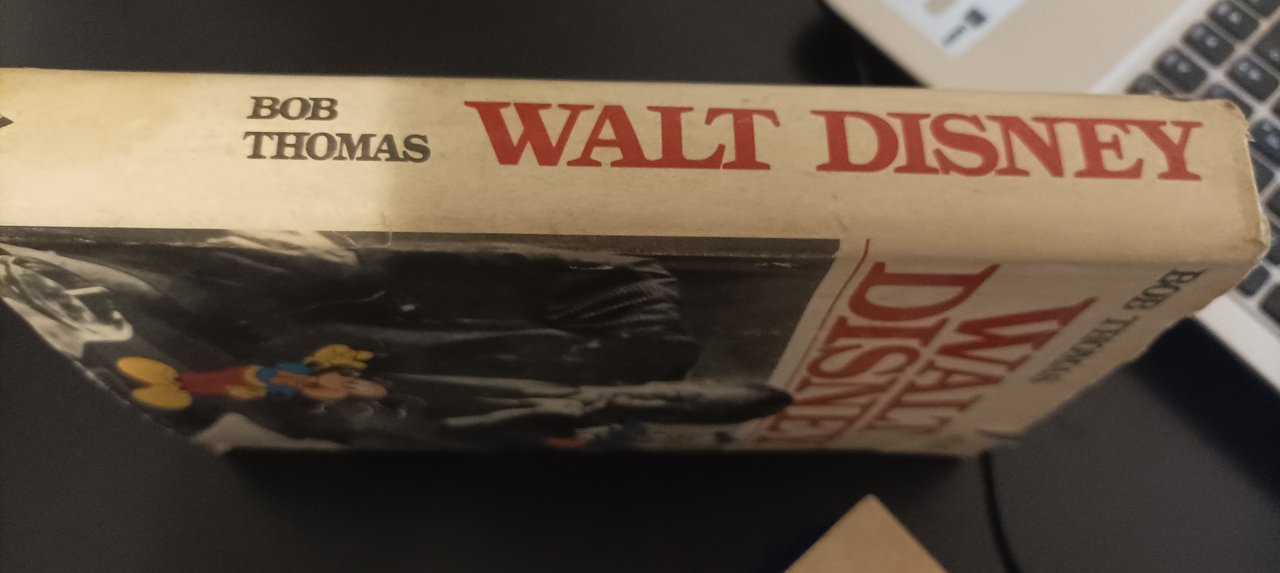 BOB
THOMAS
WALT DISNEY
BOB THOMAS
WALT
DISNEY